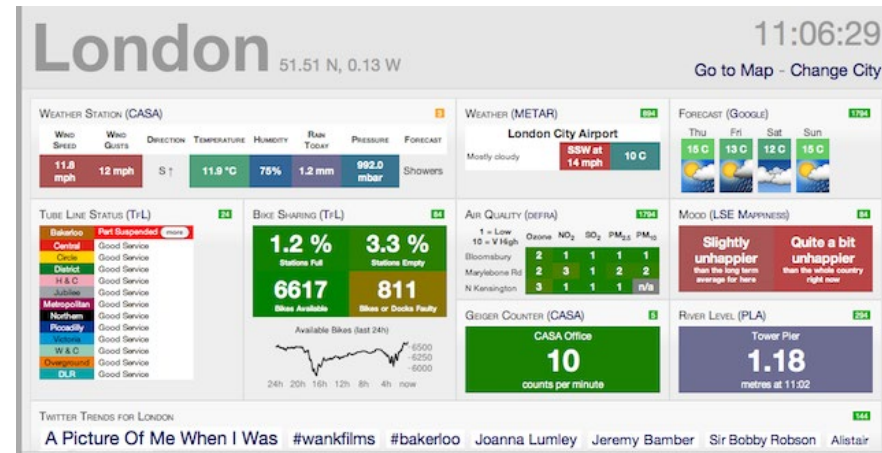 London 51.51 N, 0.13 W
11:06:29
Go to Map - Change City
WEATHER STATION (CASA) 3
WIND SPEED WIND GUSTS DIRECTION TEMPERATURE HUMIDITY RAIN TODAY PRESSURE FORECAST
11.8 mph 12 mph S ↑ 11.9 °C 75% 1.2 mm 992.0 mbar Showers
WEATHER (METAR) 894
London City Airport
Mostly cloudy SSW at 14 mph 10 C
FORECAST (GOOGLE) 1794
Thu Fri Sat Sun
15 C 13 C 12 C 15 C
TUBE LINE STATUS (TFL) 24
Bakerloo Part Suspended more
Central Good Service
Circle Good Service
District Good Service
H & C Good Service
Jubilee Good Service
Metropolitan Good Service
Northern Good Service
Piccadilly Good Service
Victoria Good Service
W & C Good Service
Overground Good Service
DLR Good Service
BIKE SHARING (TFL) 84
1.2 % 3.3 %
Stations Full Stations Empty
6617 811
Bikes Available Bikes or Docks Faulty
Available Bikes (last 24h)
6500
6250
6000
24h 20h 16h 12h 8h 4h now
AIR QUALITY (DEFRA) 1794
1 = Low
10 = V High
Ozone NO2 SO2 PM2.5 PM10
Bloomsbury 2 1 1 1 1
Marylebone Rd 2 3 1 2 2
N Kensington 3 1 1 1 n/a
MOOD (LSE MAPPINESS) 84
Slightly unhappier
than the long term
average for here
Quite a bit unhappier
than the whole country
right now
GEIGER COUNTER (CASA)
CASA Office
10
counts per minute
RIVER LEVEL (PLA) 294
Tower Pier
1.18
metres at 11:02
TWITTER TRENDS FOR LONDON 144
A Picture Of Me When I Was #wankfilms #bakerloo Joanna Lumley Jeremy Bamber Sir Bobby Robson Alistair